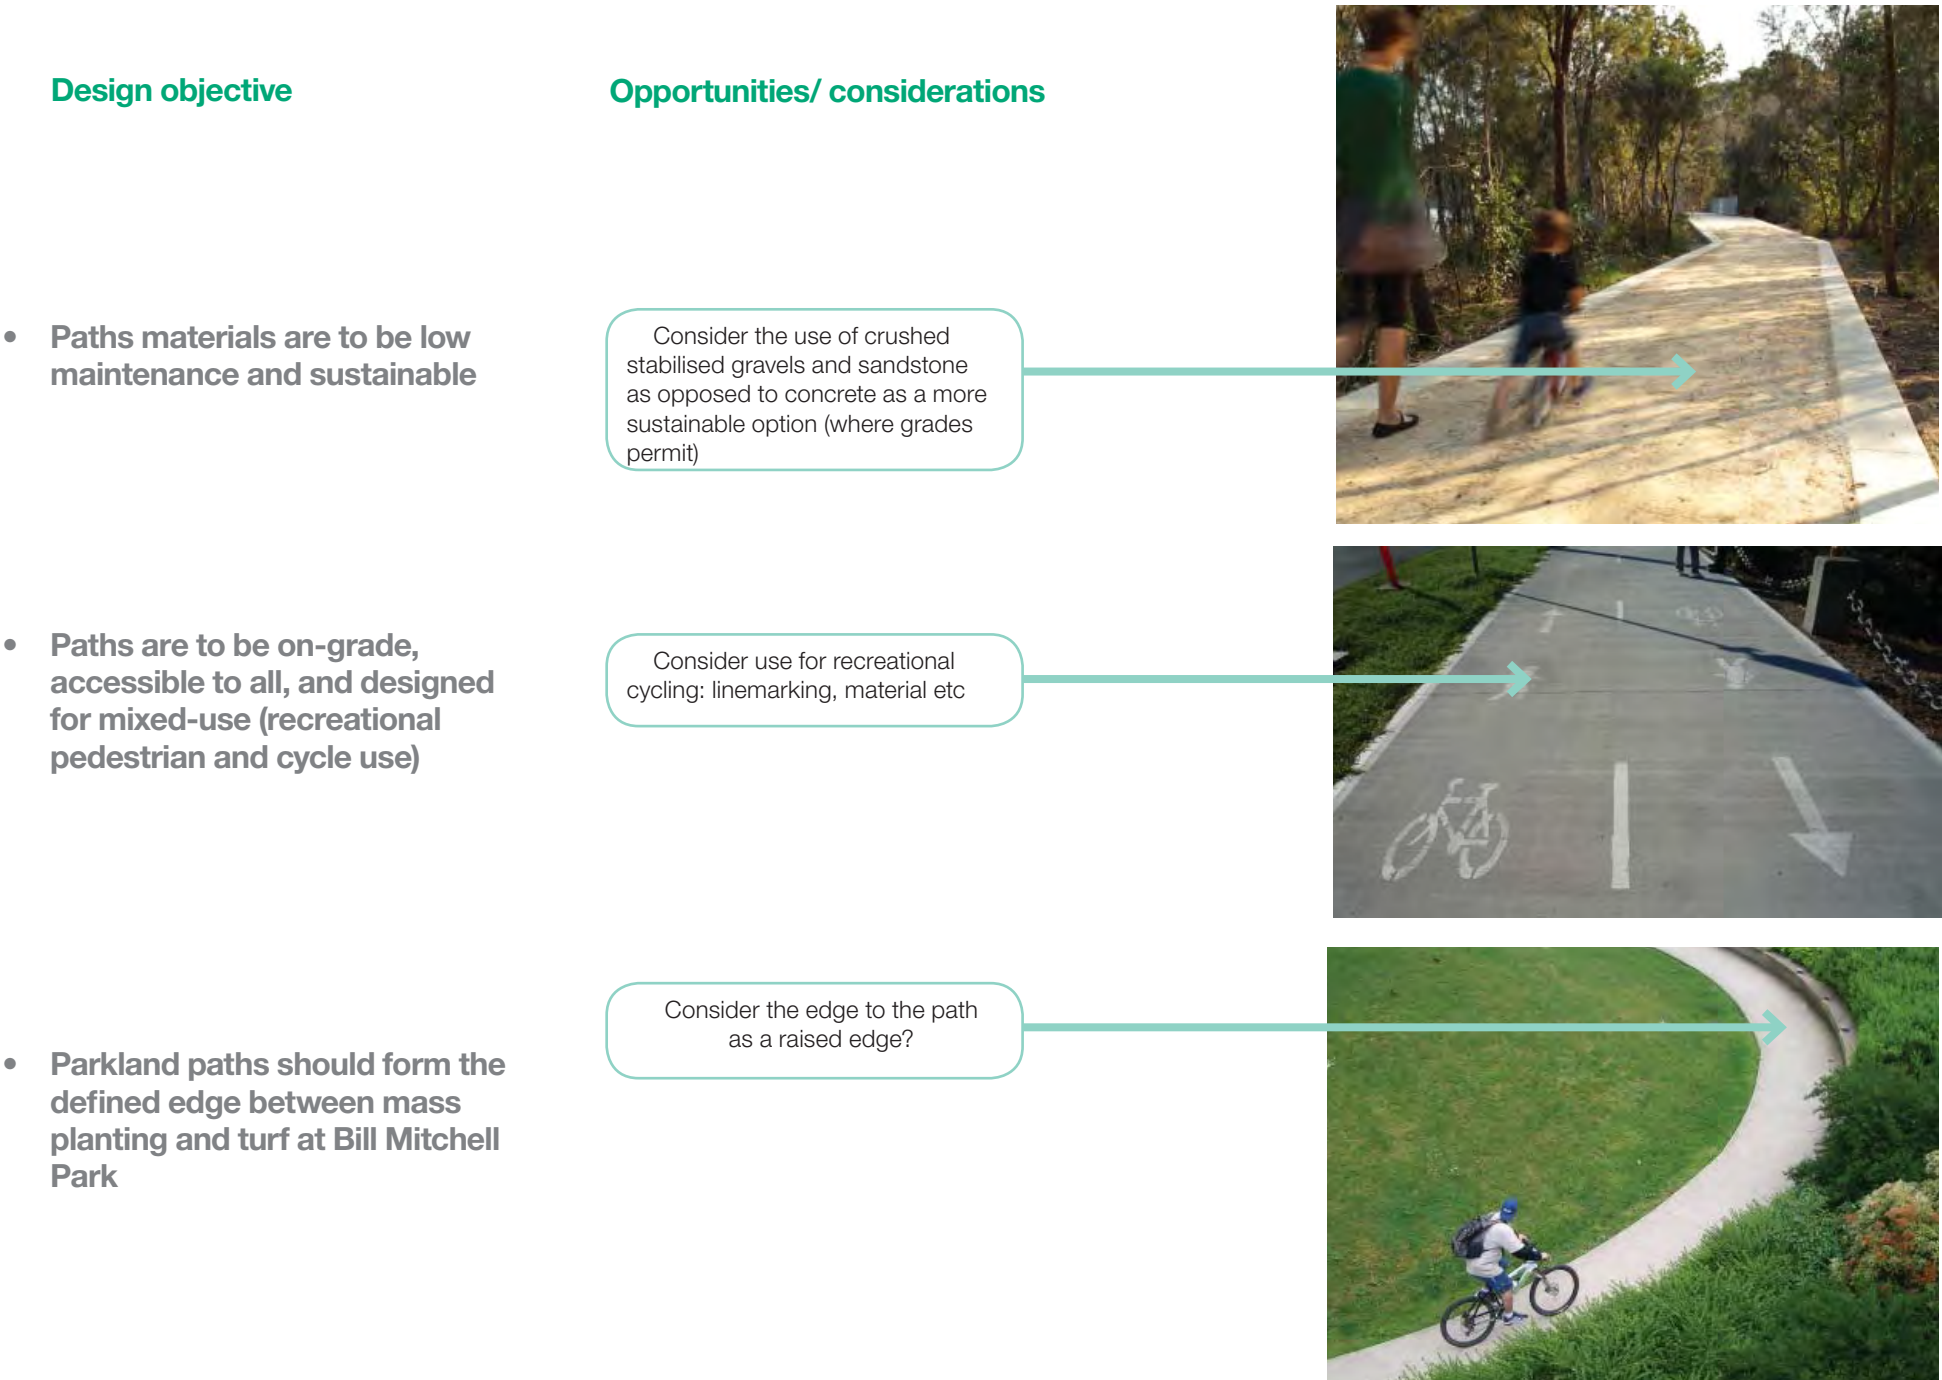 Design objective
Opportunities/ considerations
• Paths materials are to be low
maintenance and sustainable
Consider the use of crushed
stabilised gravels and sandstone
as opposed to concrete as a more
sustainable option (where grades
permit)
• Paths are to be on-grade,
accessible to all, and designed
for mixed-use (recreational
pedestrian and cycle use)
Consider use for recreational
cycling: linemarking, material etc
• Parkland paths should form the
defined edge between mass
planting and turf at Bill Mitchell
Park
Consider the edge to the path
as a raised edge?